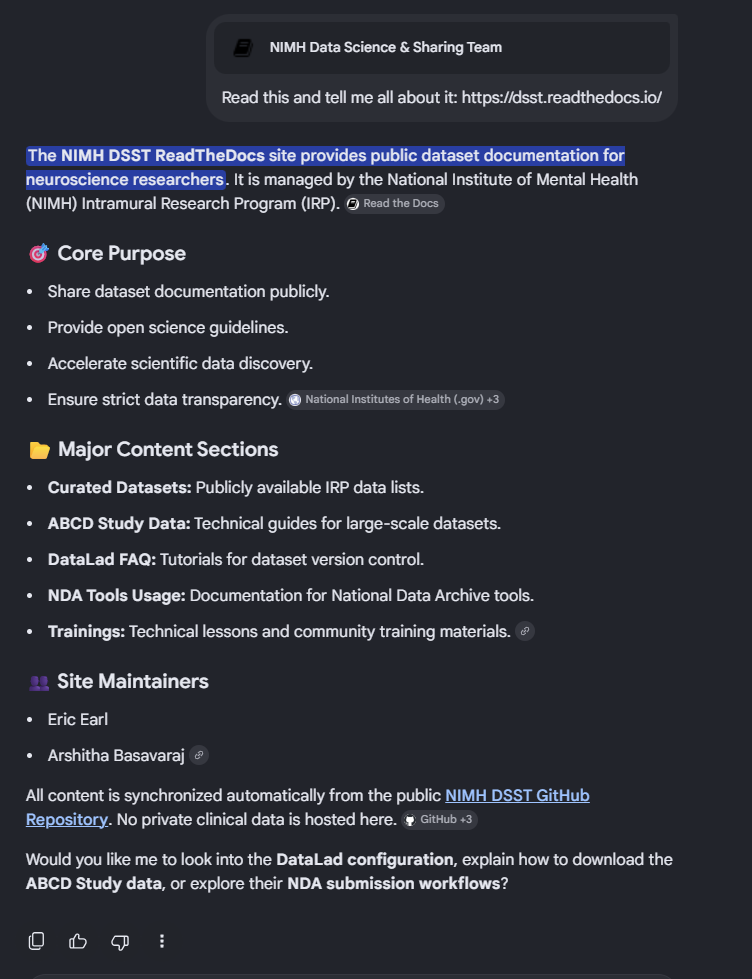 NIMH Data Science & Sharing Team
Read this and tell me all about it: https://dsst.readthedocs.io/
The NIMH DSST ReadTheDocs site provides public dataset documentation for
neuroscience researchers. It is managed by the National Institute of Mental Health
(NIMH) Intramural Research Program (IRP). Read the Docs
🎯 Core Purpose
• Share dataset documentation publicly.
• Provide open science guidelines.
• Accelerate scientific data discovery.
• Ensure strict data transparency. National Institutes of Health (.gov) +3
📂 Major Content Sections
• Curated Datasets: Publicly available IRP data lists.
• ABCD Study Data: Technical guides for large-scale datasets.
• DataLad FAQ: Tutorials for dataset version control.
• NDA Tools Usage: Documentation for National Data Archive tools.
• Trainings: Technical lessons and community training materials.
👥 Site Maintainers
• Eric Earl
• Arshitha Basavaraj
All content is synchronized automatically from the public NIMH DSST GitHub
Repository. No private clinical data is hosted here. GitHub +3
Would you like me to look into the DataLad configuration, explain how to download the
ABCD Study data, or explore their NDA submission workflows?